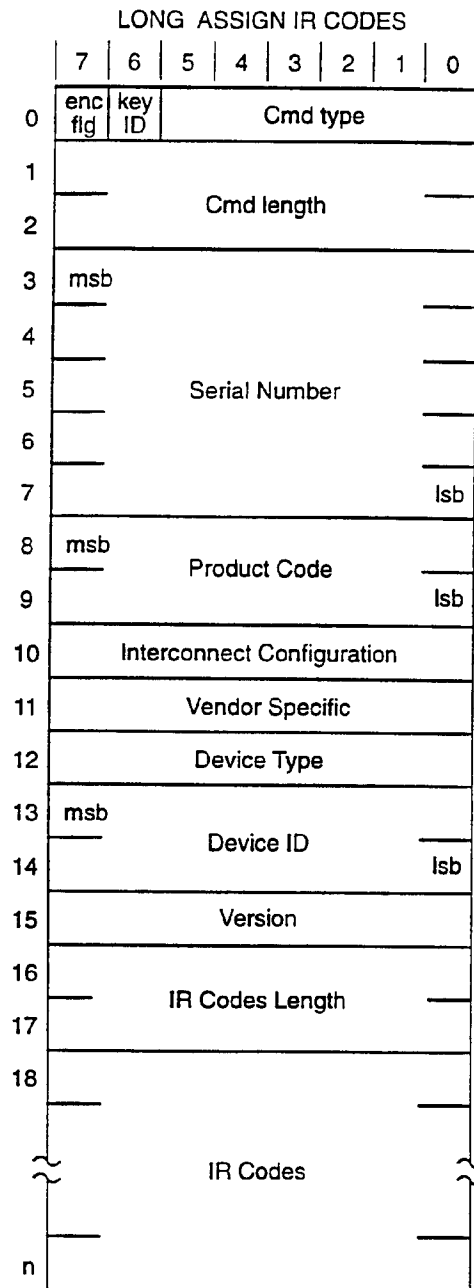 LONG ASSIGN IR CODES
7 6 5 4 3 2 1 0
0 enc flg key ID Cmd type
1
Cmd length
2
3 msb
4
5 Serial Number
6
7 lsb
8 msb
Product Code
9 lsb
10 Interconnect Configuration
11 Vendor Specific
12 Device Type
13 msb
Device ID
14 lsb
15 Version
16
IR Codes Length
17
18
IR Codes
n